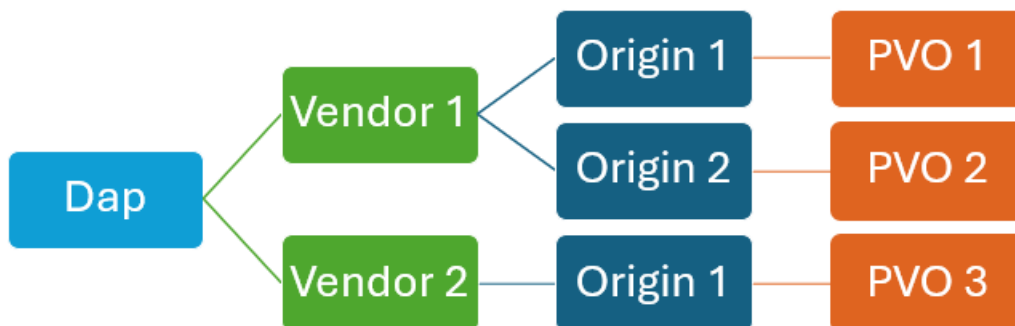 Dap
Vendor 1
Origin 1
PVO 1
Origin 2
PVO 2
Vendor 2
Origin 1
PVO 3